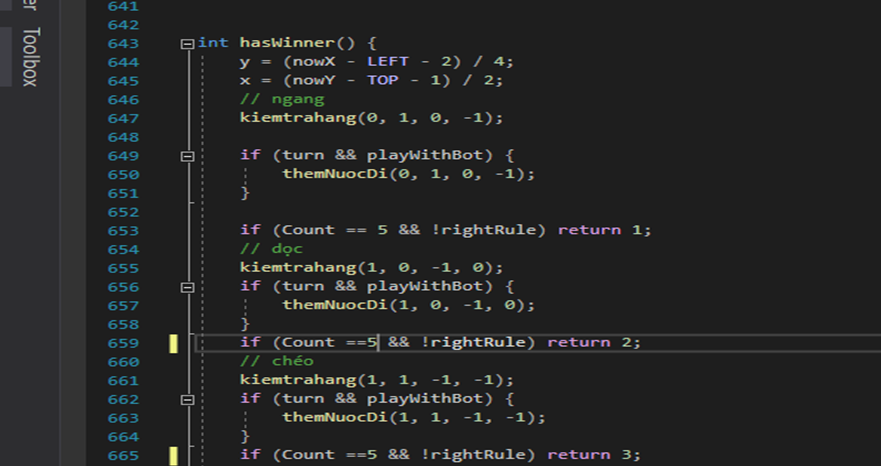 Toolbox
641
642
643 int hasWinner() {
644 y = (nowX - LEFT - 2) / 4;
645 x = (nowY - TOP - 1) / 2;
646 // ngang
647 kiemtrahang(0, 1, 0, -1);
648
649 if (turn && playWithBot) {
650 themNuocDi(0, 1, 0, -1);
651 }
652
653 if (Count == 5 && !rightRule) return 1;
654 // dọc
655 kiemtrahang(1, 0, -1, 0);
656 if (turn && playWithBot) {
657 themNuocDi(1, 0, -1, 0);
658 }
659 if (Count ==5 && !rightRule) return 2;
660 // chéo
661 kiemtrahang(1, 1, -1, -1);
662 if (turn && playWithBot) {
663 themNuocDi(1, 1, -1, -1);
664 }
665 if (Count ==5 && !rightRule) return 3;